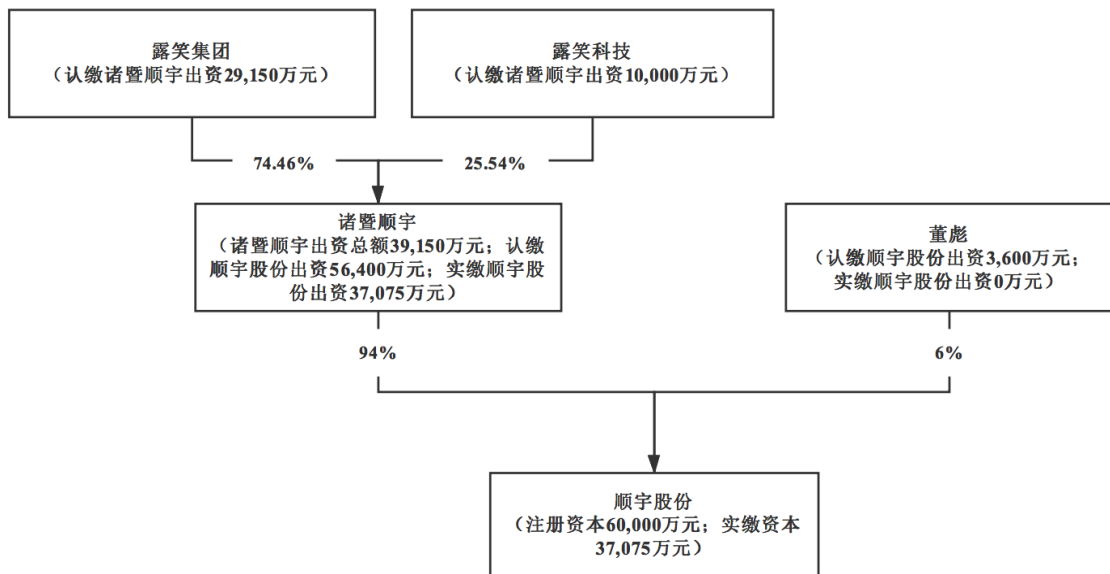 露笑集团
（认缴诸暨顺宇出资29,150万元）
露笑科技
（认缴诸暨顺宇出资10,000万元）
74.46%
25.54%
诸暨顺宇
（诸暨顺宇出资总额39,150万元；认缴
顺宇股份出资56,400万元；实缴顺宇股
份出资37,075万元）
董彪
（认缴顺宇股份出资3,600万元；
实缴顺宇股份出资0万元）
94%
6%
顺宇股份
（注册资本60,000万元；实缴资本
37,075万元）